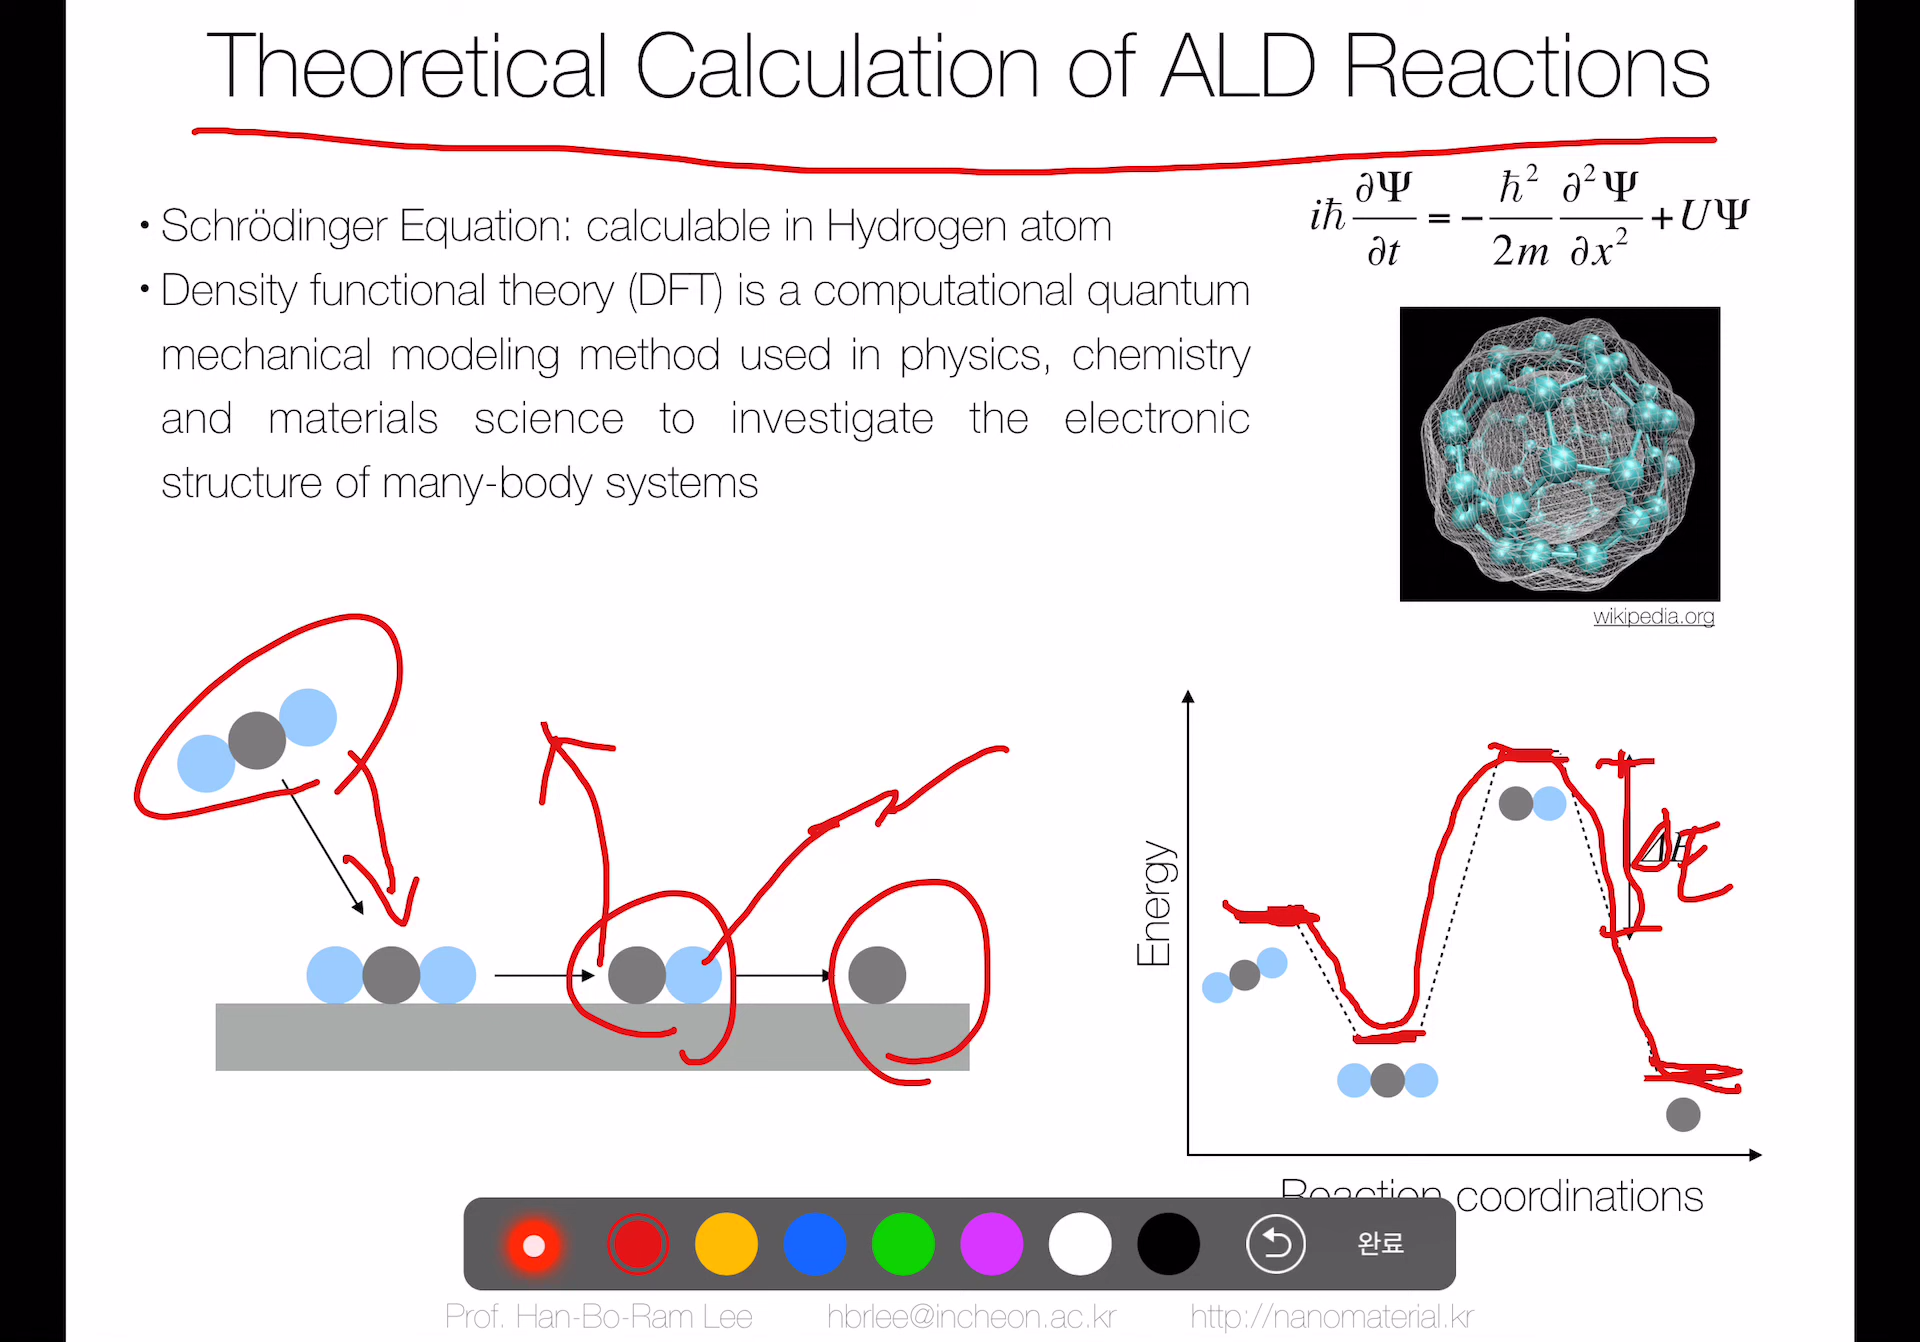 Theoretical Calculation of ALD Reactions
• Schrödinger Equation: calculable in Hydrogen atom
iħ ∂Ψ/∂t = − ħ²/2m ∂²Ψ/∂x² + UΨ
• Density functional theory (DFT) is a computational quantum
mechanical modeling method used in physics, chemistry
and materials science to investigate the electronic
structure of many-body systems
wikipedia.org
Energy
ΔE
ΔE
Reaction coordinations
완료
Prof. Han-Bo-Ram Lee hbrlee@incheon.ac.kr http://nanomaterial.kr